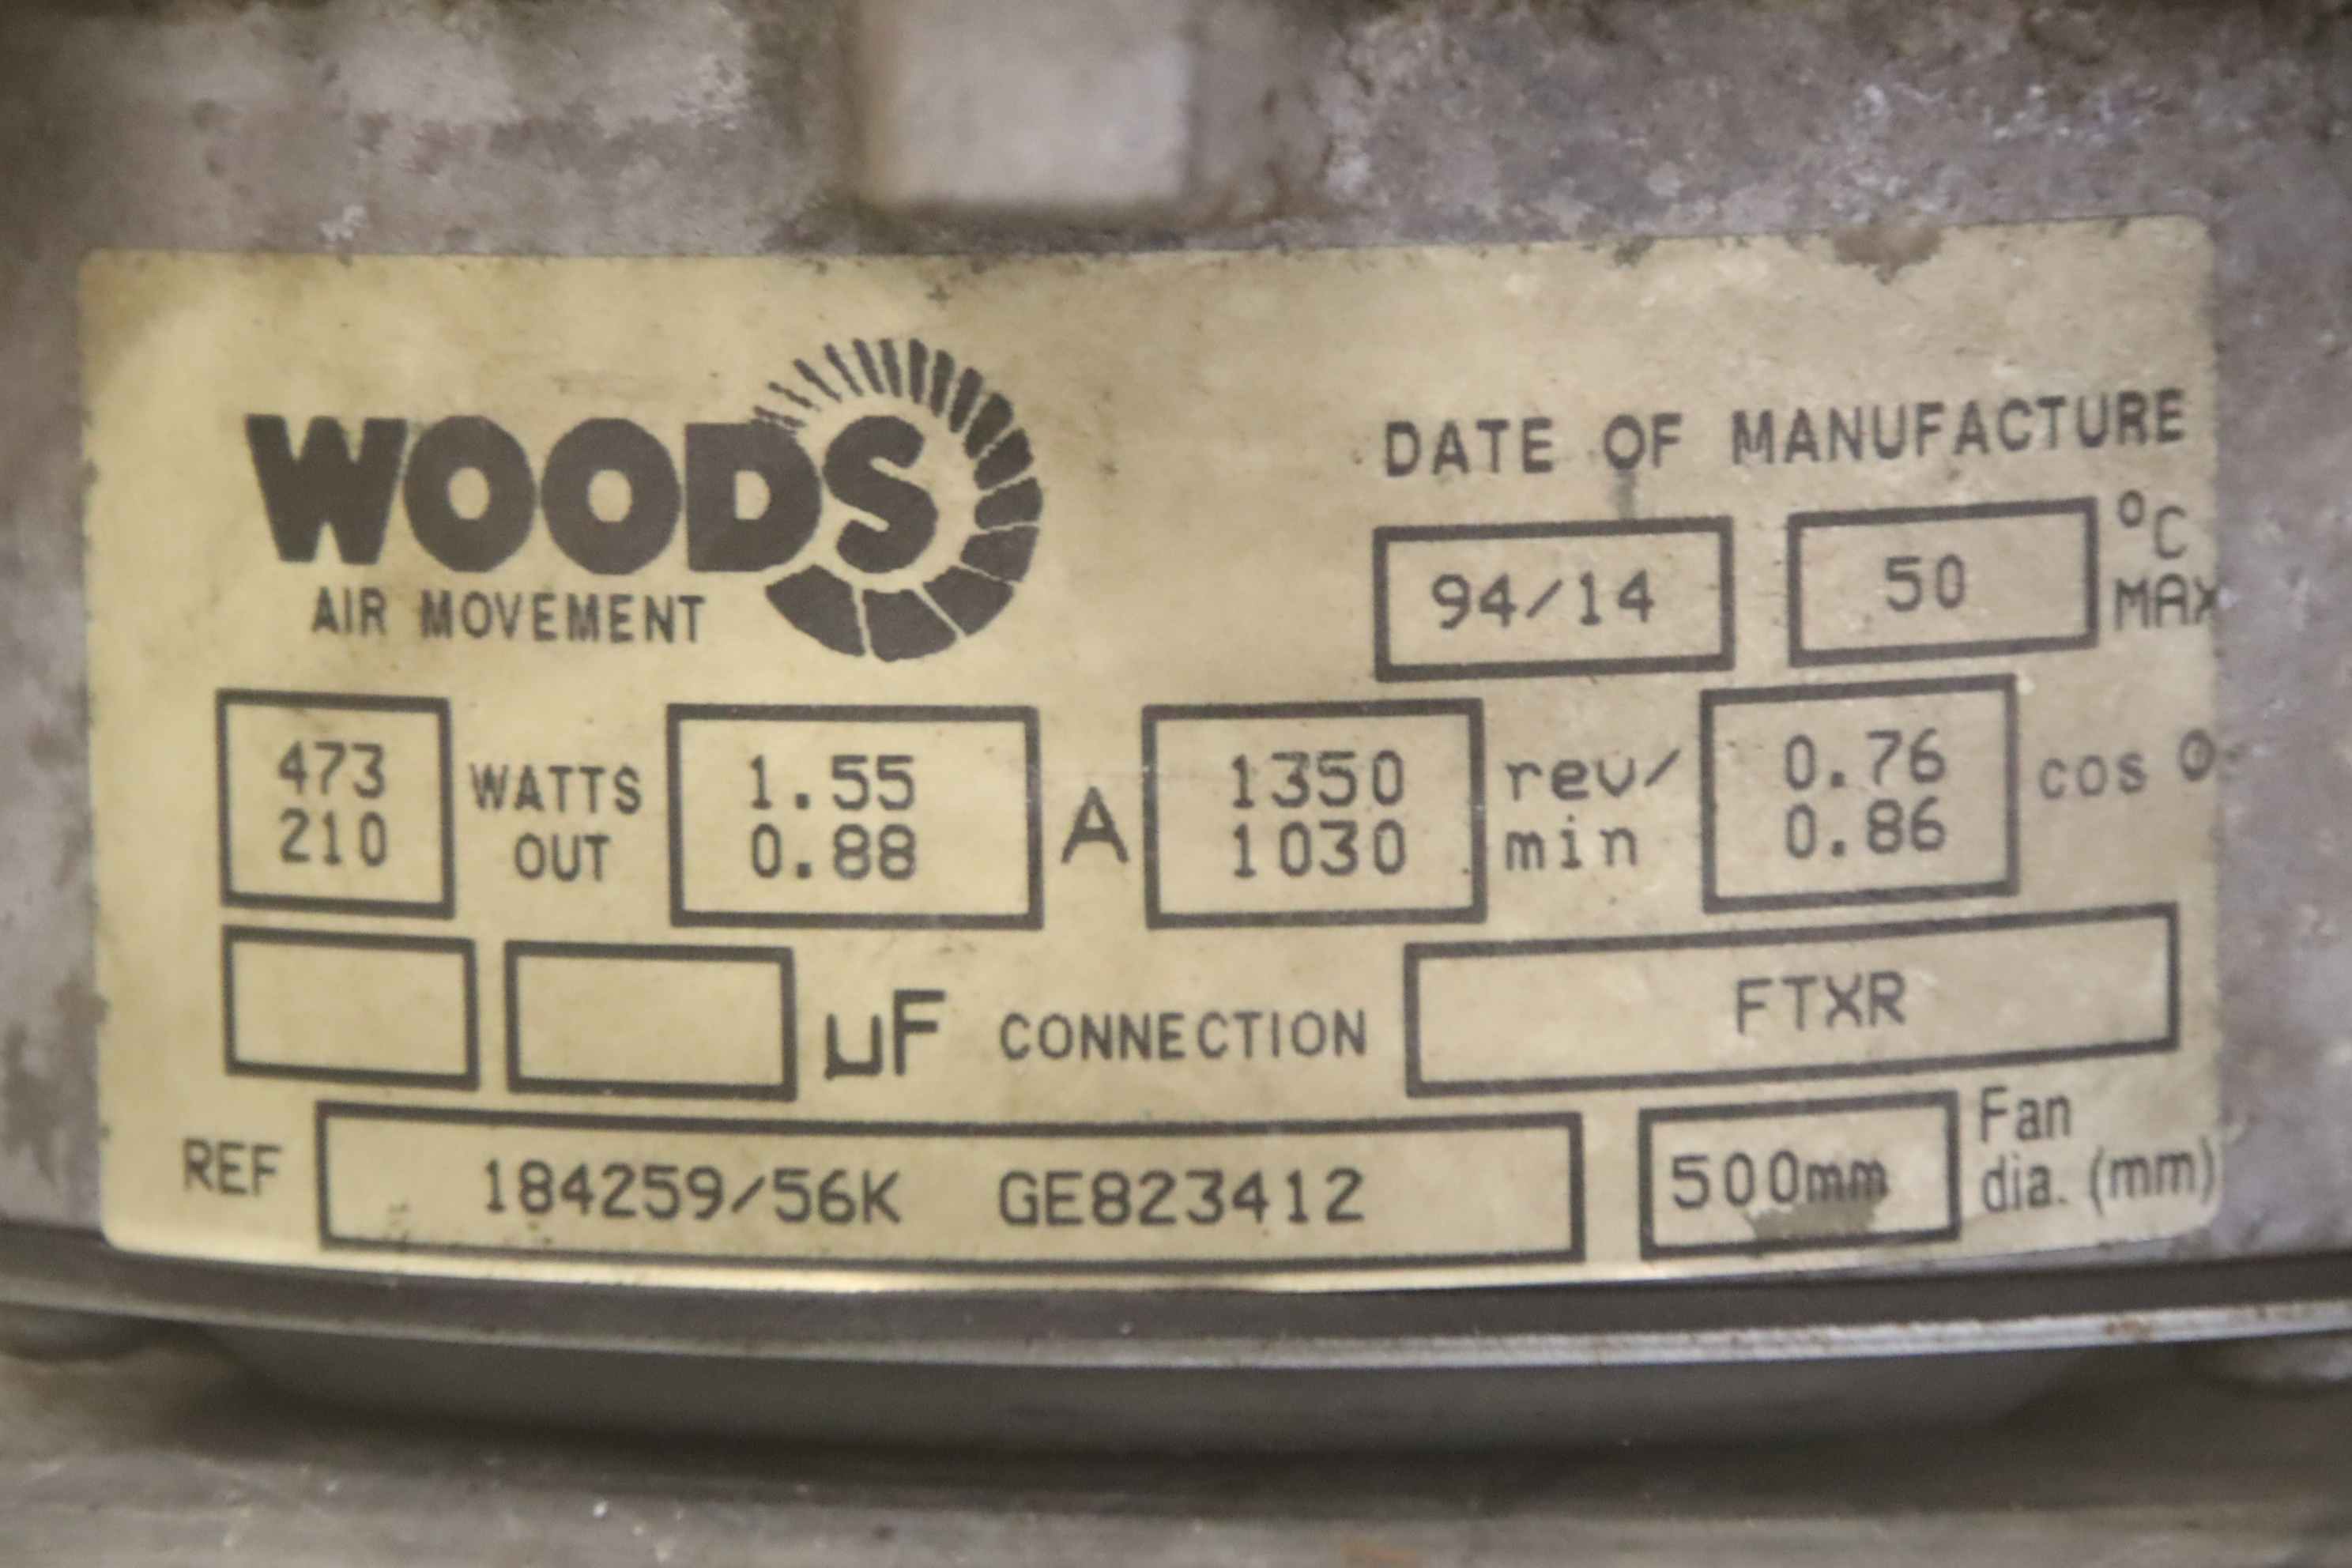 WOODS
AIR MOVEMENT
DATE OF MANUFACTURE
94/14 50 °C MAX
473 WATTS 1.55 A 1350 rev/ 0.76 cos Ø
210 OUT 0.88 1030 min 0.86
µF CONNECTION FTXR
REF 184259/56K GE823412 500mm Fan dia. (mm)